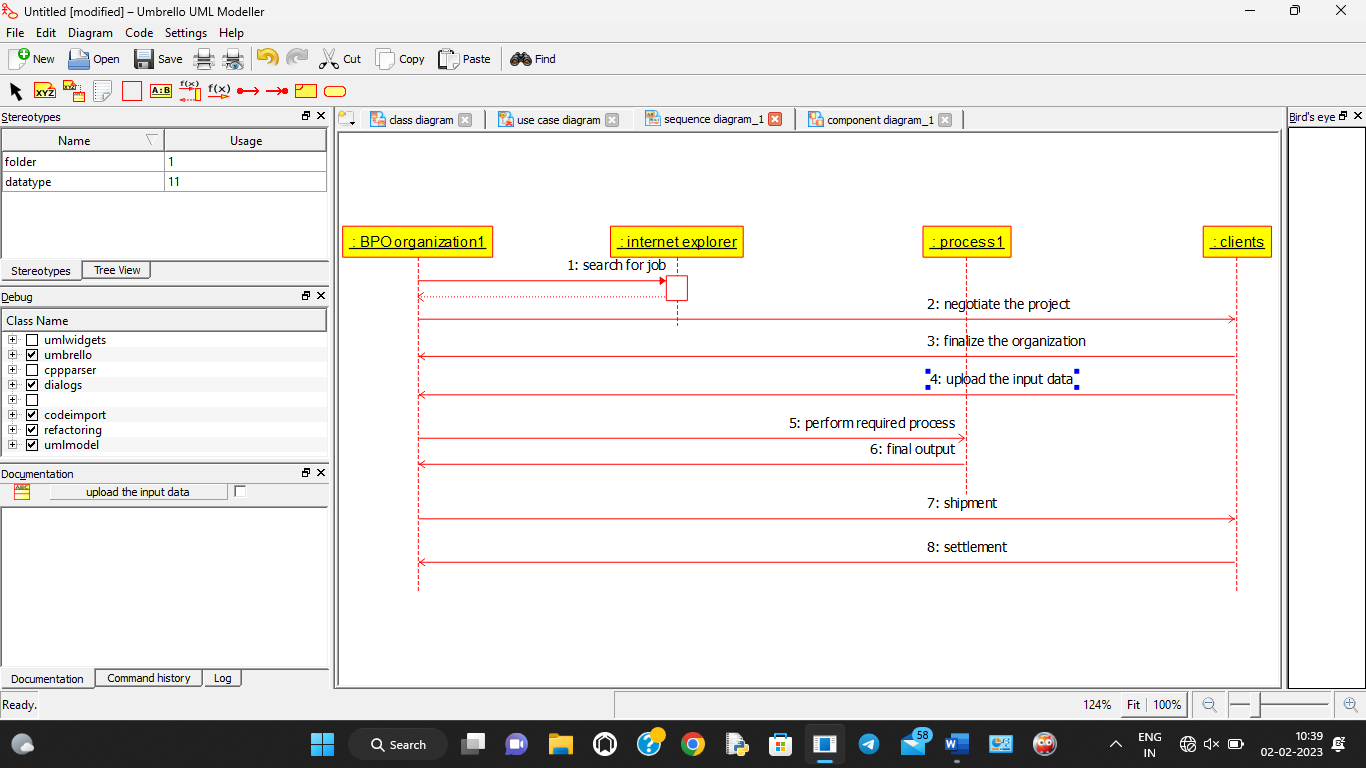 Untitled [modified] – Umbrello UML Modeller
File Edit Diagram Code Settings Help
New Open Save Cut Copy Paste Find
XYZ XYZ A:B f(x) f(x)
Stereotypes
Name Usage
folder 1
datatype 11
Stereotypes Tree View
Debug
Class Name
umlwidgets
umbrello
cppparser
dialogs
codeimport
refactoring
umlmodel
Documentation
ABC upload the input data
Documentation Command history Log
class diagram use case diagram sequence diagram_1 component diagram_1
Bird's eye
: BPO organization1 : internet explorer : process1 : clients
1: search for job
2: negotiate the project
3: finalize the organization
4: upload the input data
5: perform required process
6: final output
7: shipment
8: settlement
Ready. 124% Fit 100%
Search 58 ENG
IN
10:39
02-02-2023